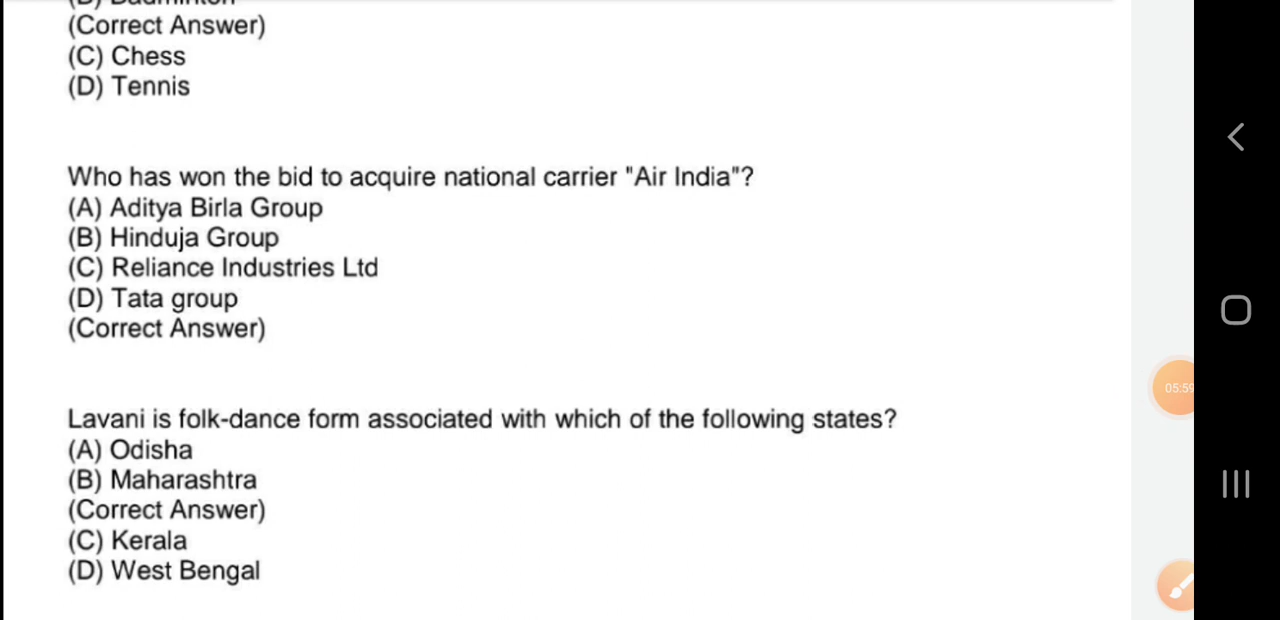 (Correct Answer)
(C) Chess
(D) Tennis
Who has won the bid to acquire national carrier "Air India"?
(A) Aditya Birla Group
(B) Hinduja Group
(C) Reliance Industries Ltd
(D) Tata group
(Correct Answer)
Lavani is folk-dance form associated with which of the following states?
(A) Odisha
(B) Maharashtra
(Correct Answer)
(C) Kerala
(D) West Bengal
05:59